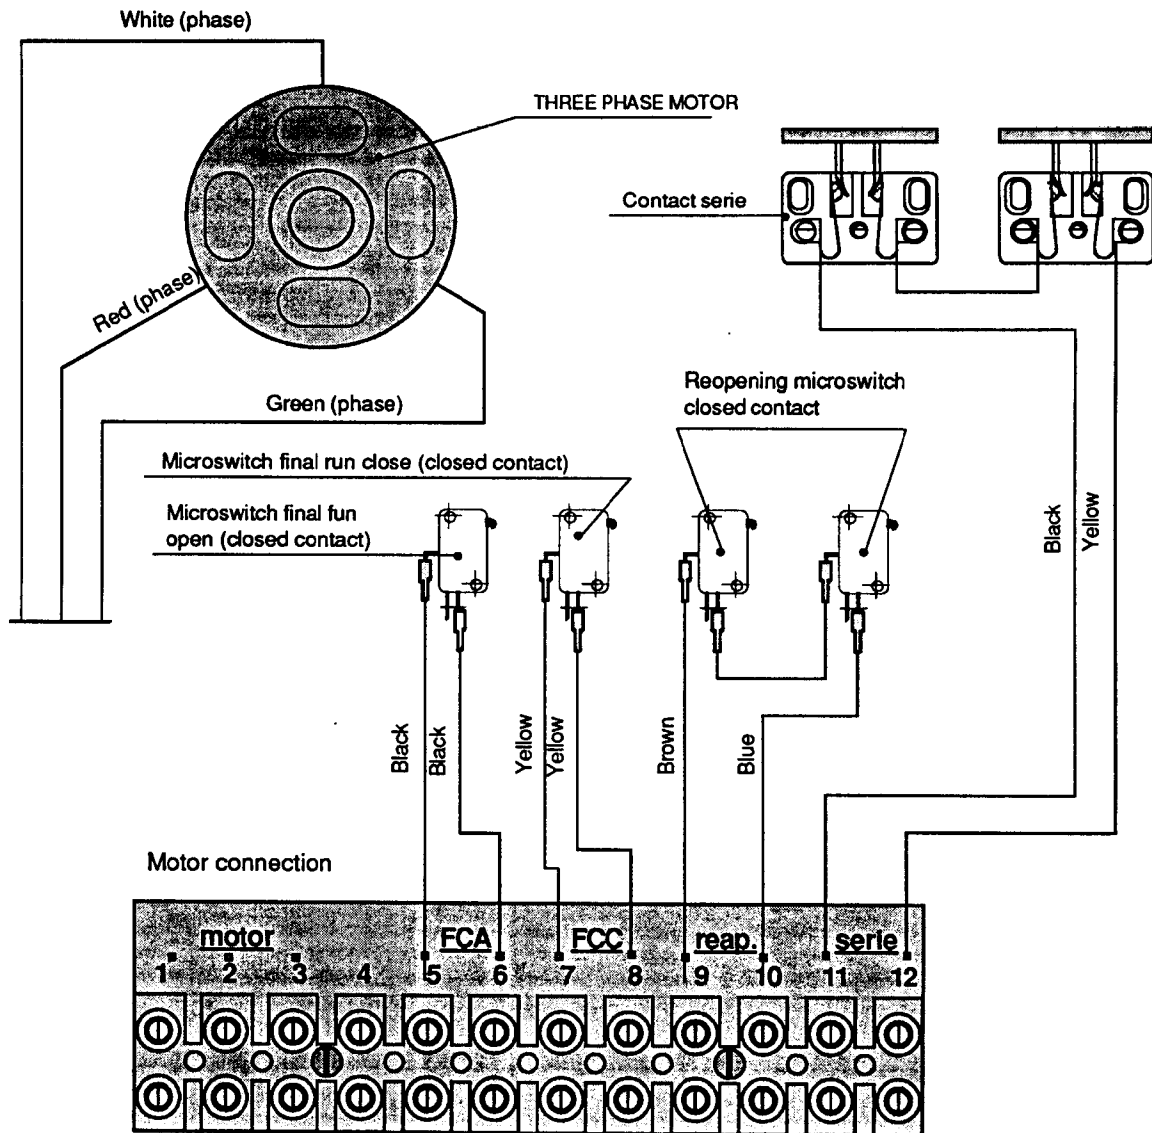 White (phase)
THREE PHASE MOTOR
Contact serie
Red (phase)
Green (phase)
Reopening microswitch
closed contact
Microswitch final run close (closed contact)
Microswitch final fun
open (closed contact)
Black
Yellow
Black
Black
Yellow
Yellow
Brown
Blue
Motor connection
motor FCA FCC reap. serie
1 2 3 4 5 6 7 8 9 10 11 12